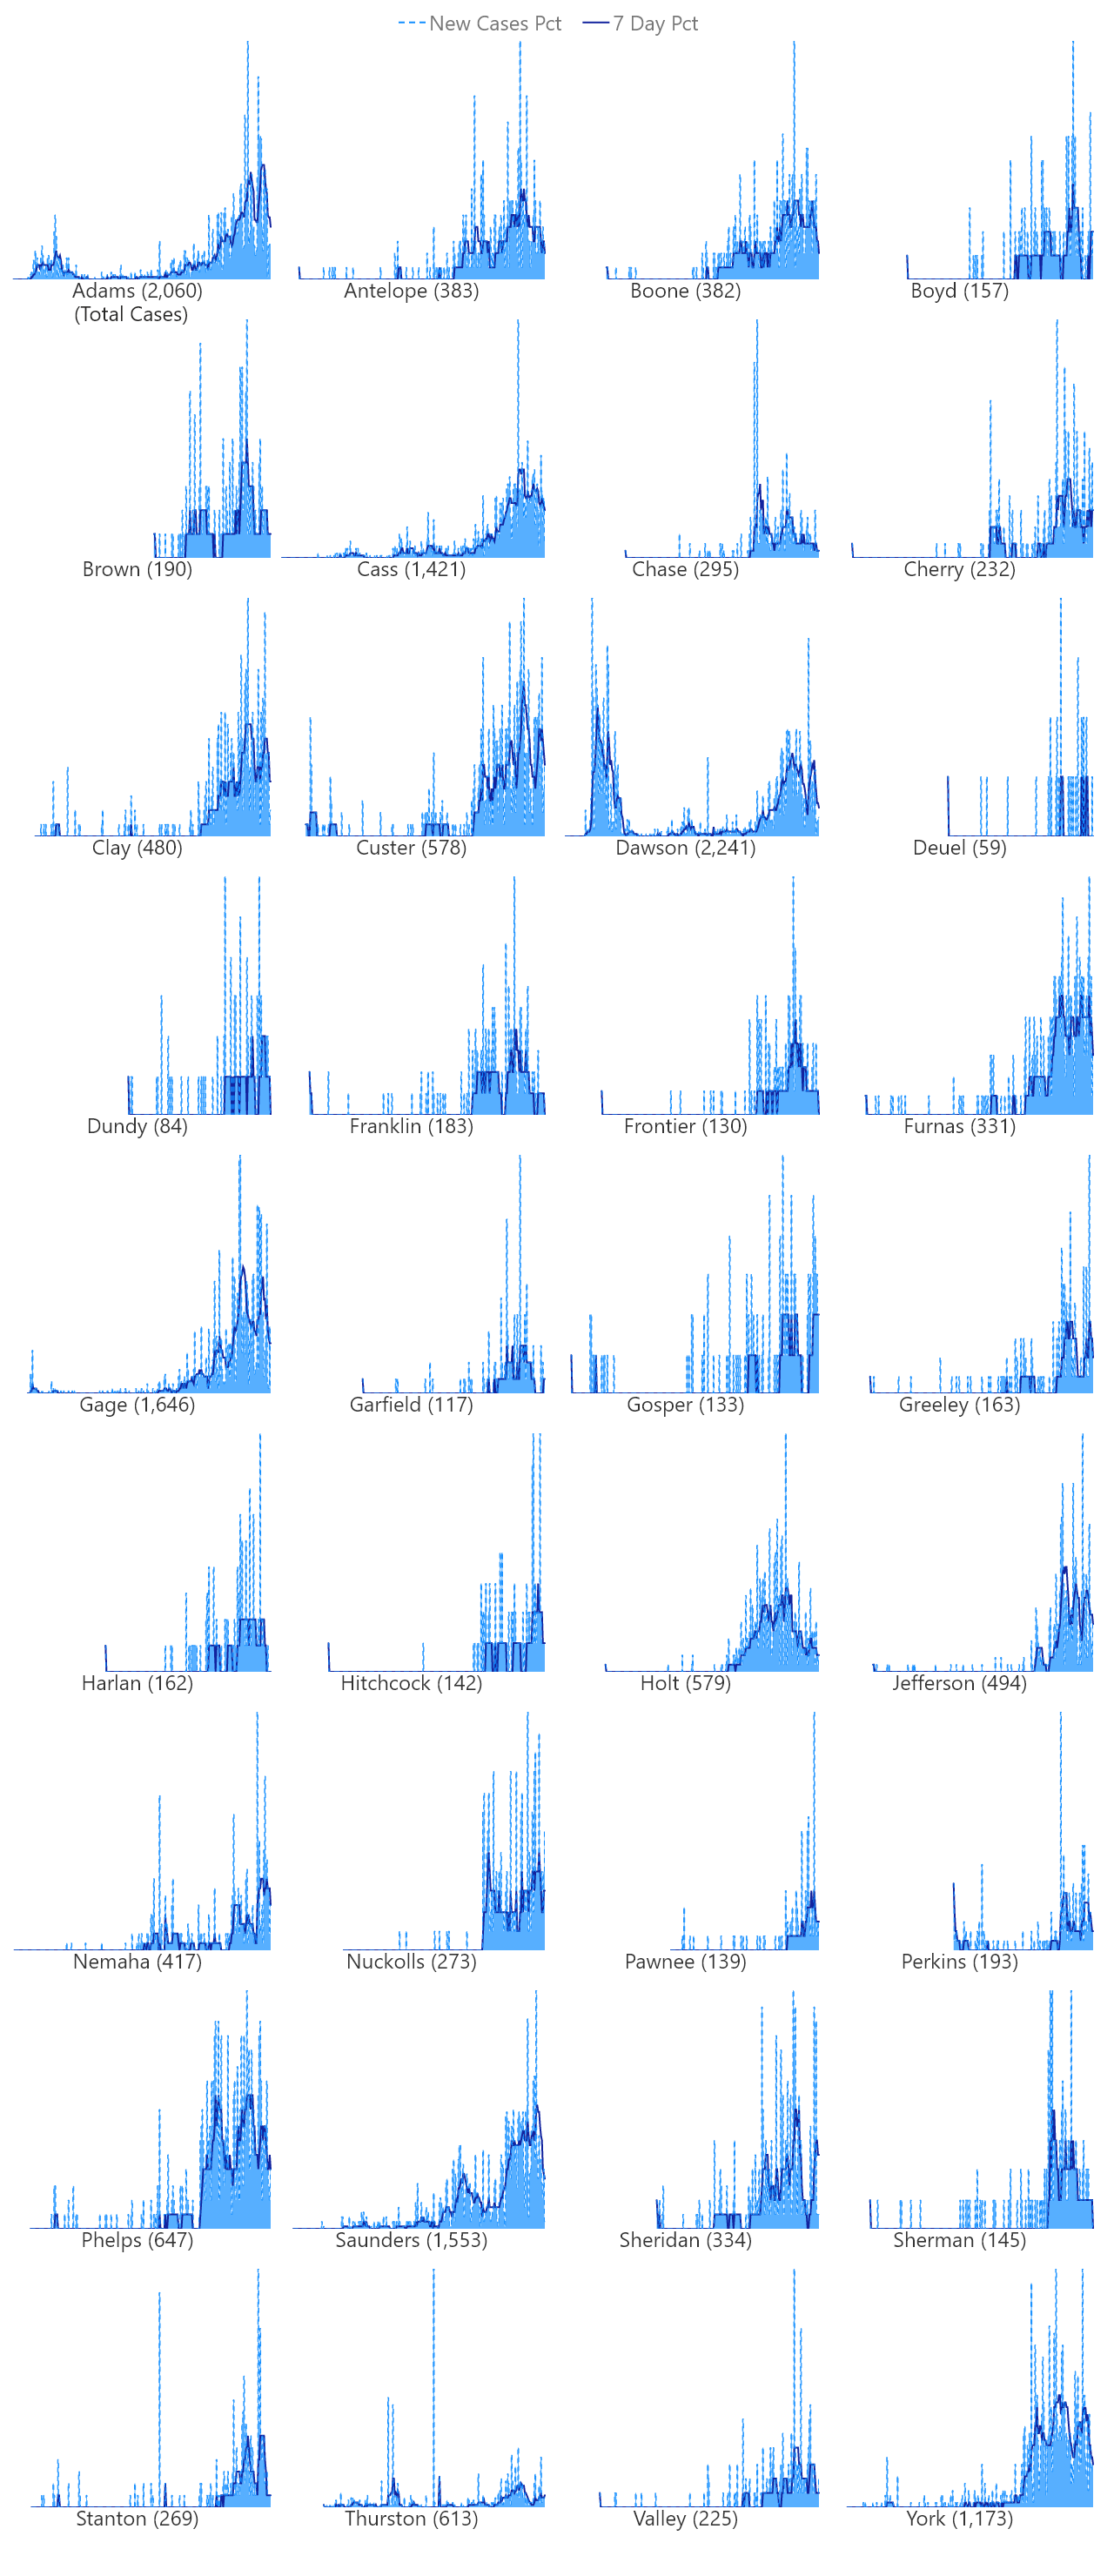 New Cases Pct 7 Day Pct
Adams (2,060) Antelope (383) Boone (382) Boyd (157)
(Total Cases)
Brown (190) Cass (1,421) Chase (295) Cherry (232)
Clay (480) Custer (578) Dawson (2,241) Deuel (59)
Dundy (84) Franklin (183) Frontier (130) Furnas (331)
Gage (1,646) Garfield (117) Gosper (133) Greeley (163)
Harlan (162) Hitchcock (142) Holt (579) Jefferson (494)
Nemaha (417) Nuckolls (273) Pawnee (139) Perkins (193)
Phelps (647) Saunders (1,553) Sheridan (334) Sherman (145)
Stanton (269) Thurston (613) Valley (225) York (1,173)